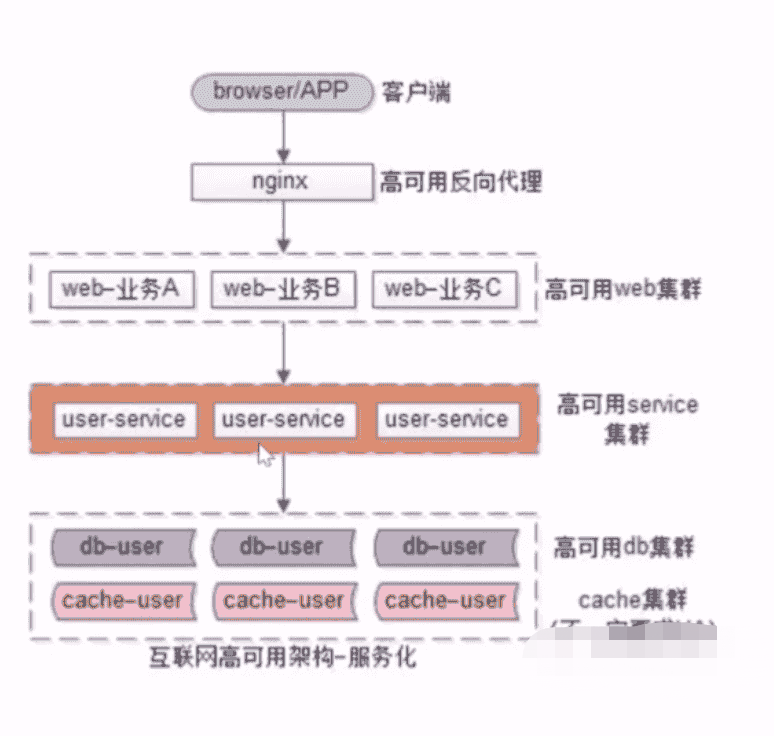 browser/APP 客户端
nginx 高可用反向代理
web-业务A web-业务B web-业务C 高可用web集群
user-service user-service user-service 高可用service
集群
db-user db-user db-user 高可用db集群
cache-user cache-user cache-user cache集群
互联网高可用架构-服务化